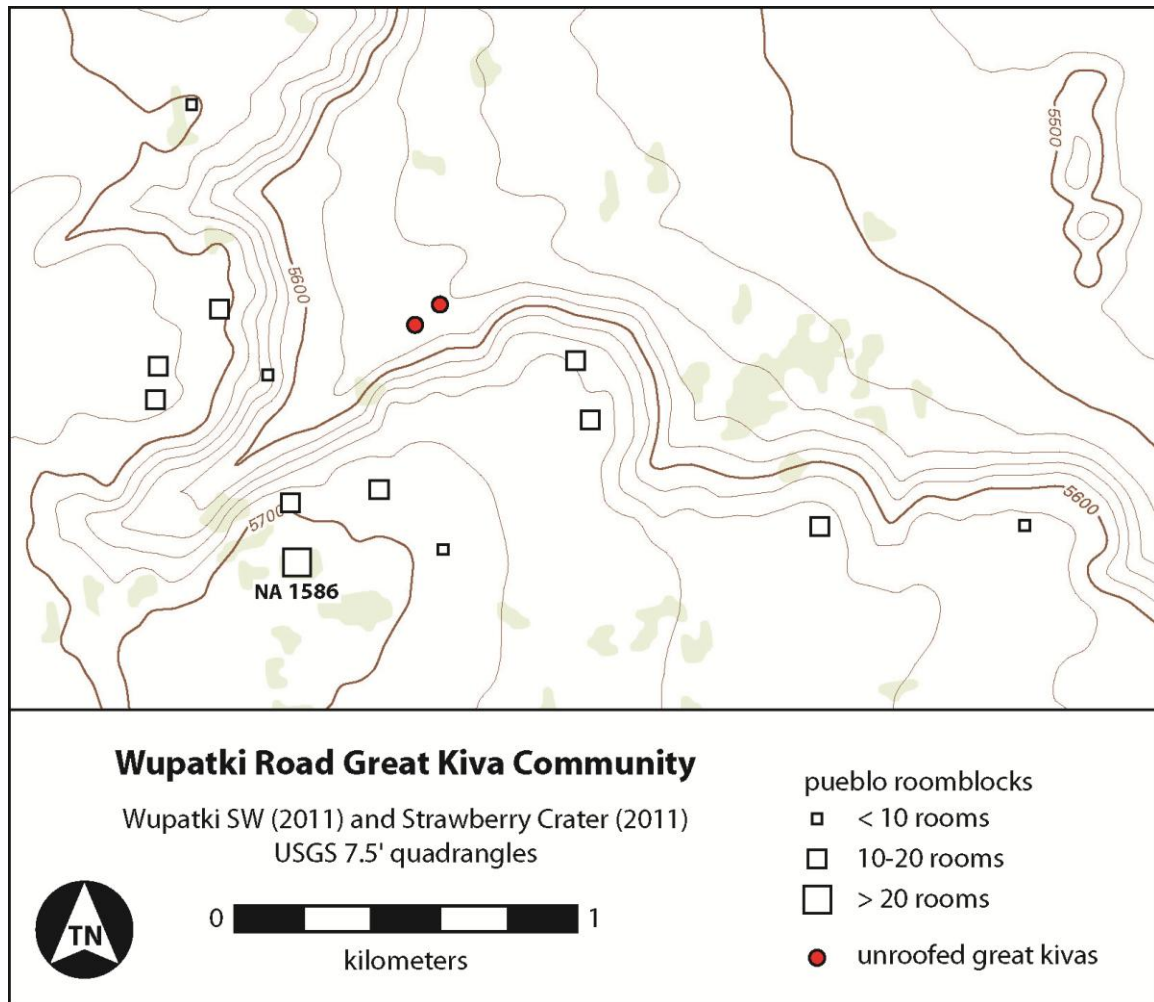 5500
5600
5700
5600
NA 1586
Wupatki Road Great Kiva Community
Wupatki SW (2011) and Strawberry Crater (2011)
USGS 7.5' quadrangles
TN
0
1
kilometers
pueblo roomblocks
< 10 rooms
10-20 rooms
> 20 rooms
unroofed great kivas